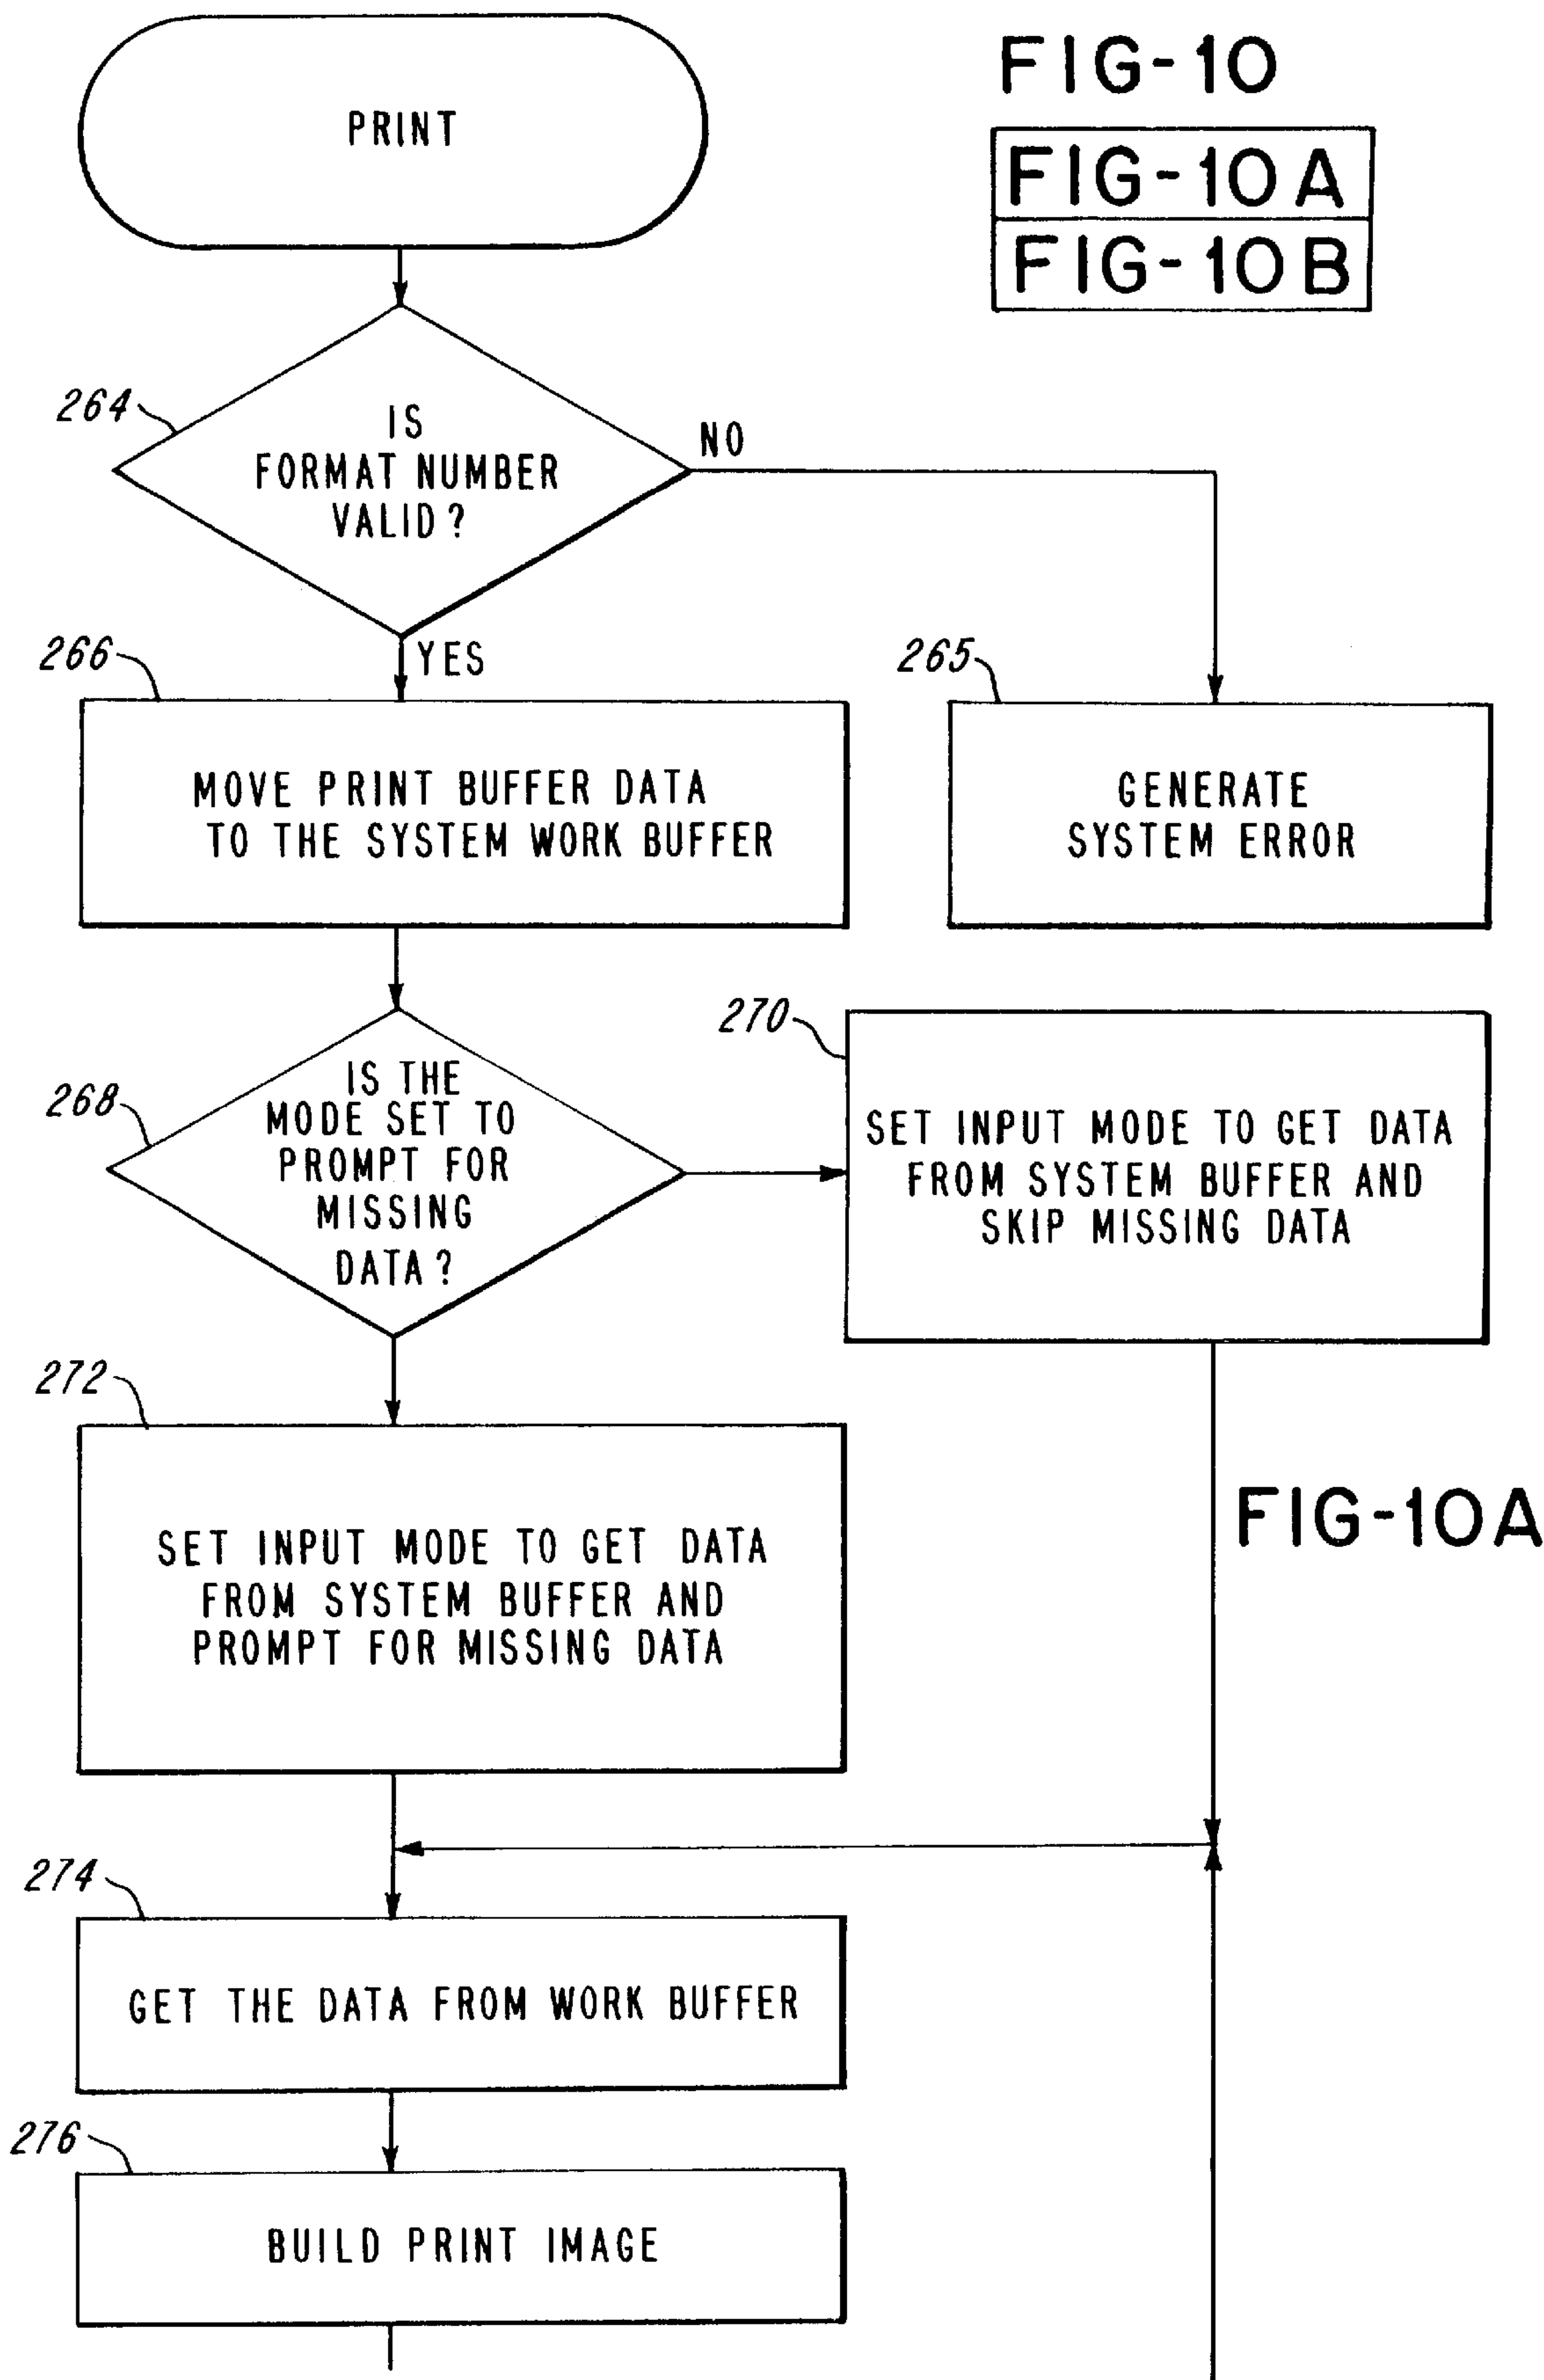 PRINT
FIG-10
FIG-10A
FIG-10B
264
IS
FORMAT NUMBER
VALID?
NO
YES
266
MOVE PRINT BUFFER DATA
TO THE SYSTEM WORK BUFFER
265
GENERATE
SYSTEM ERROR
268
IS THE
MODE SET TO
PROMPT FOR
MISSING
DATA?
270
SET INPUT MODE TO GET DATA
FROM SYSTEM BUFFER AND
SKIP MISSING DATA
272
SET INPUT MODE TO GET DATA
FROM SYSTEM BUFFER AND
PROMPT FOR MISSING DATA
FIG-10A
274
GET THE DATA FROM WORK BUFFER
276
BUILD PRINT IMAGE